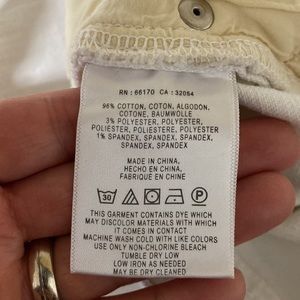 RN : 66170 CA : 32054
96% COTTON, COTON, ALGODON,
COTONE, BAUMWOLLE
3% POLYESTER, POLYESTER,
POLIESTER, POLIESTERE, POLYESTER
1% SPANDEX, SPANDEX, SPANDEX,
SPANDEX, SPANDEX
MADE IN CHINA,
HECHO EN CHINA,
FABRIQUÉ EN CHINE
30 P
THIS GARMENT CONTAINS DYE WHICH
MAY DISCOLOR MATERIALS WITH WHICH
IT COMES IN CONTACT
MACHINE WASH COLD WITH LIKE COLORS
USE ONLY NON-CHLORINE BLEACH
TUMBLE DRY LOW
LOW IRON AS NEEDED
MAY BE DRY CLEANED